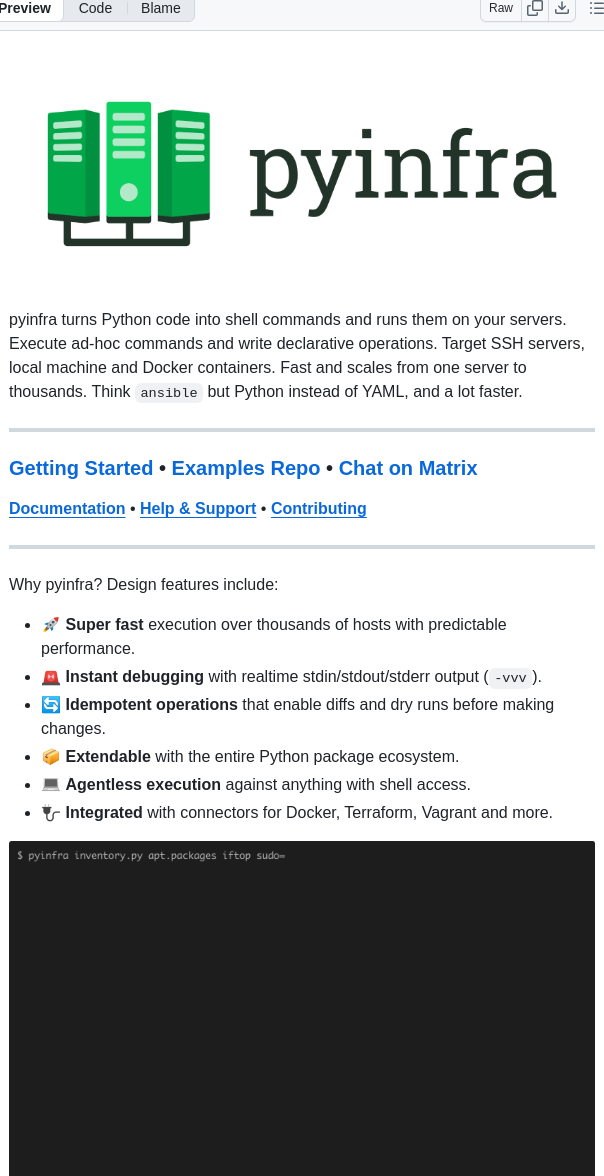 Preview Code Blame Raw
pyinfra
pyinfra turns Python code into shell commands and runs them on your servers.
Execute ad-hoc commands and write declarative operations. Target SSH servers,
local machine and Docker containers. Fast and scales from one server to
thousands. Think ansible but Python instead of YAML, and a lot faster.
Getting Started • Examples Repo • Chat on Matrix
Documentation • Help & Support • Contributing
Why pyinfra? Design features include:
• 🚀 Super fast execution over thousands of hosts with predictable
performance.
• 🚨 Instant debugging with realtime stdin/stdout/stderr output (-vvv).
• 🔄 Idempotent operations that enable diffs and dry runs before making
changes.
• 📦 Extendable with the entire Python package ecosystem.
• 💻 Agentless execution against anything with shell access.
• 🔌 Integrated with connectors for Docker, Terraform, Vagrant and more.
$ pyinfra inventory.py apt.packages iftop sudo=